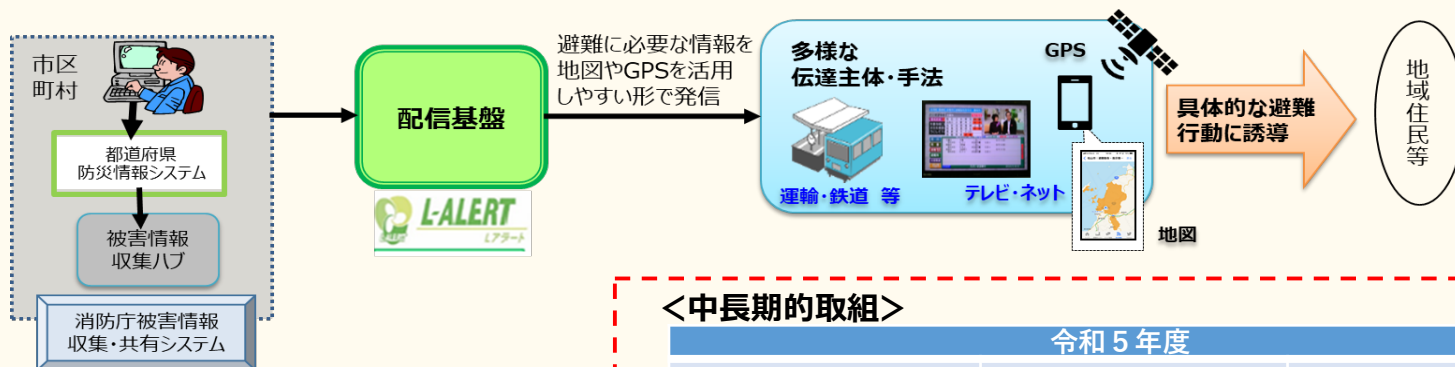 市区
町村
都道府県
防災情報システム
被害情報
収集ハブ
消防庁被害情報
収集・共有システム
配信基盤
L-ALERT
Lアラート
避難に必要な情報を
地図やGPSを活用
しやすい形で発信
多様な
伝達主体・手法
GPS
運輸・鉄道 等
テレビ・ネット
地図
具体的な避難
行動に誘導
地域住民等
<中長期的取組>
令和5年度